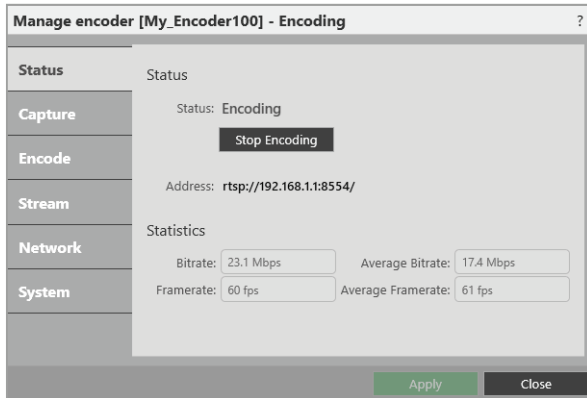 Manage encoder [My_Encoder100] - Encoding ?
Status
Capture
Encode
Stream
Network
System
Status
Status: Encoding
Stop Encoding
Address: rtsp://192.168.1.1:8554/
Statistics
Bitrate: 23.1 Mbps Average Bitrate: 17.4 Mbps
Framerate: 60 fps Average Framerate: 61 fps
Apply Close